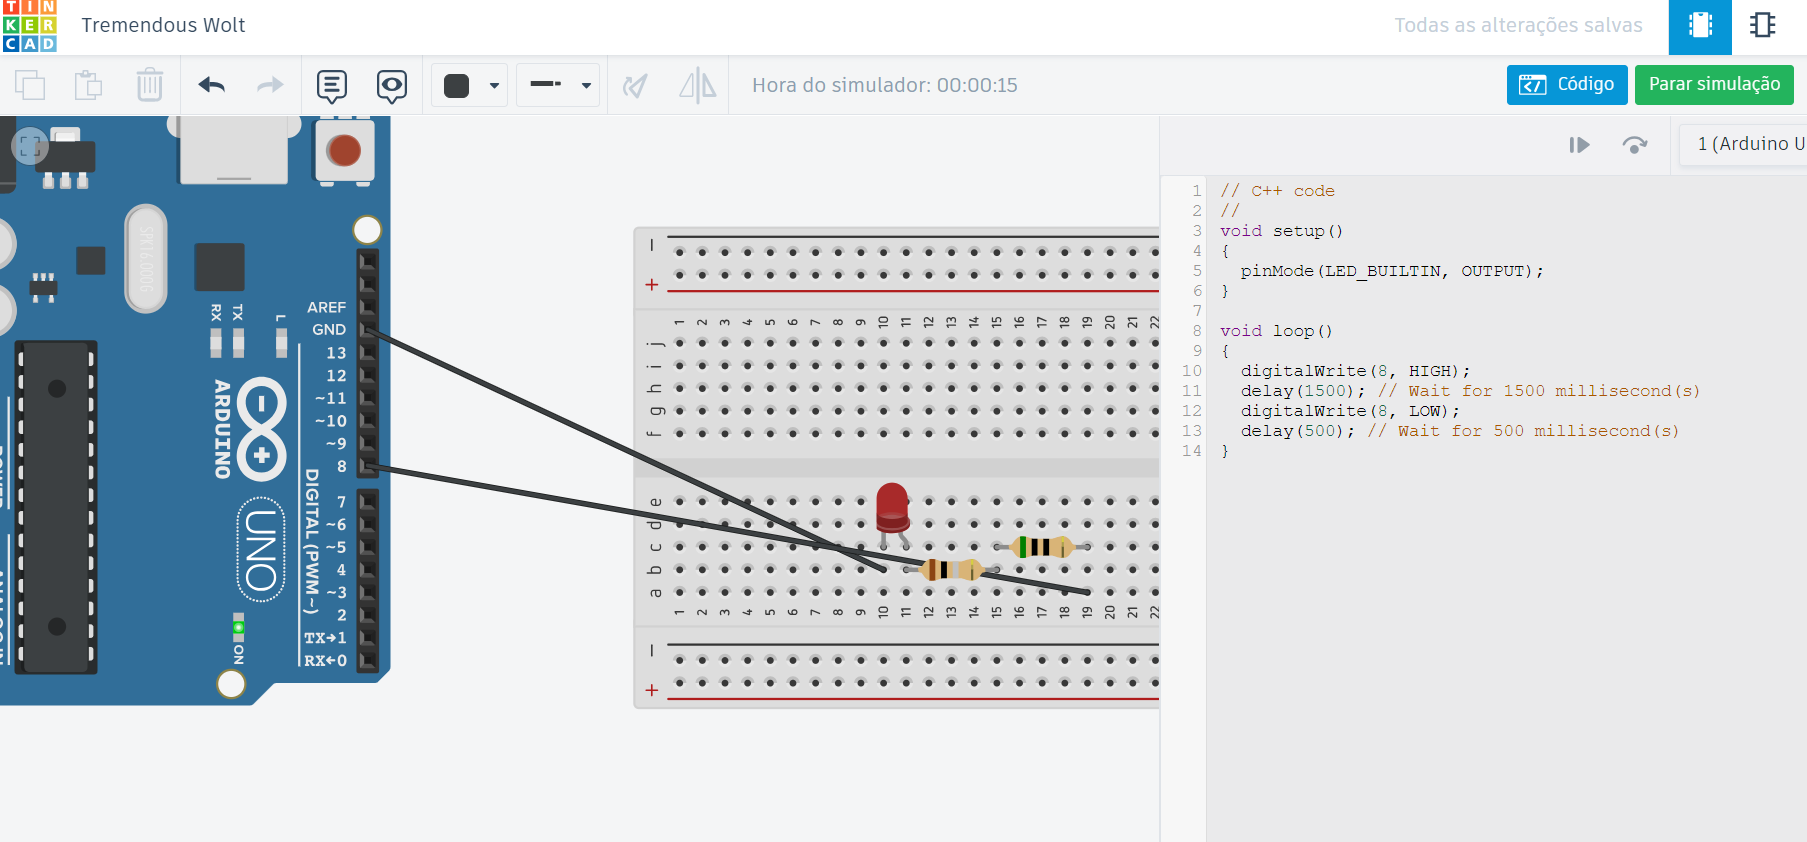 TIN
KER
CAD
Tremendous Wolt
Todas as alterações salvas
Hora do simulador: 00:00:15
Código
Parar simulação
1 (Arduino U
SPK16.000G
RX
TX
L
AREF
GND
13
12
~11
~10
~9
8
7
~6
~5
4
~3
2
TX→1
RX←0
ARDUINO
UNO
DIGITAL (PWM ~)
ON
1 2 3 4 5 6 7 8 9 10 11 12 13 14 15 16 17 18 19 20 21 22
j
i
h
g
f
e
d
c
b
a
1 2 3 4 5 6 7 8 9 10 11 12 13 14 15 16 17 18 19 20 21 22
1 // C++ code
2 //
3 void setup()
4 {
5 pinMode(LED_BUILTIN, OUTPUT);
6 }
7
8 void loop()
9 {
10 digitalWrite(8, HIGH);
11 delay(1500); // Wait for 1500 millisecond(s)
12 digitalWrite(8, LOW);
13 delay(500); // Wait for 500 millisecond(s)
14 }